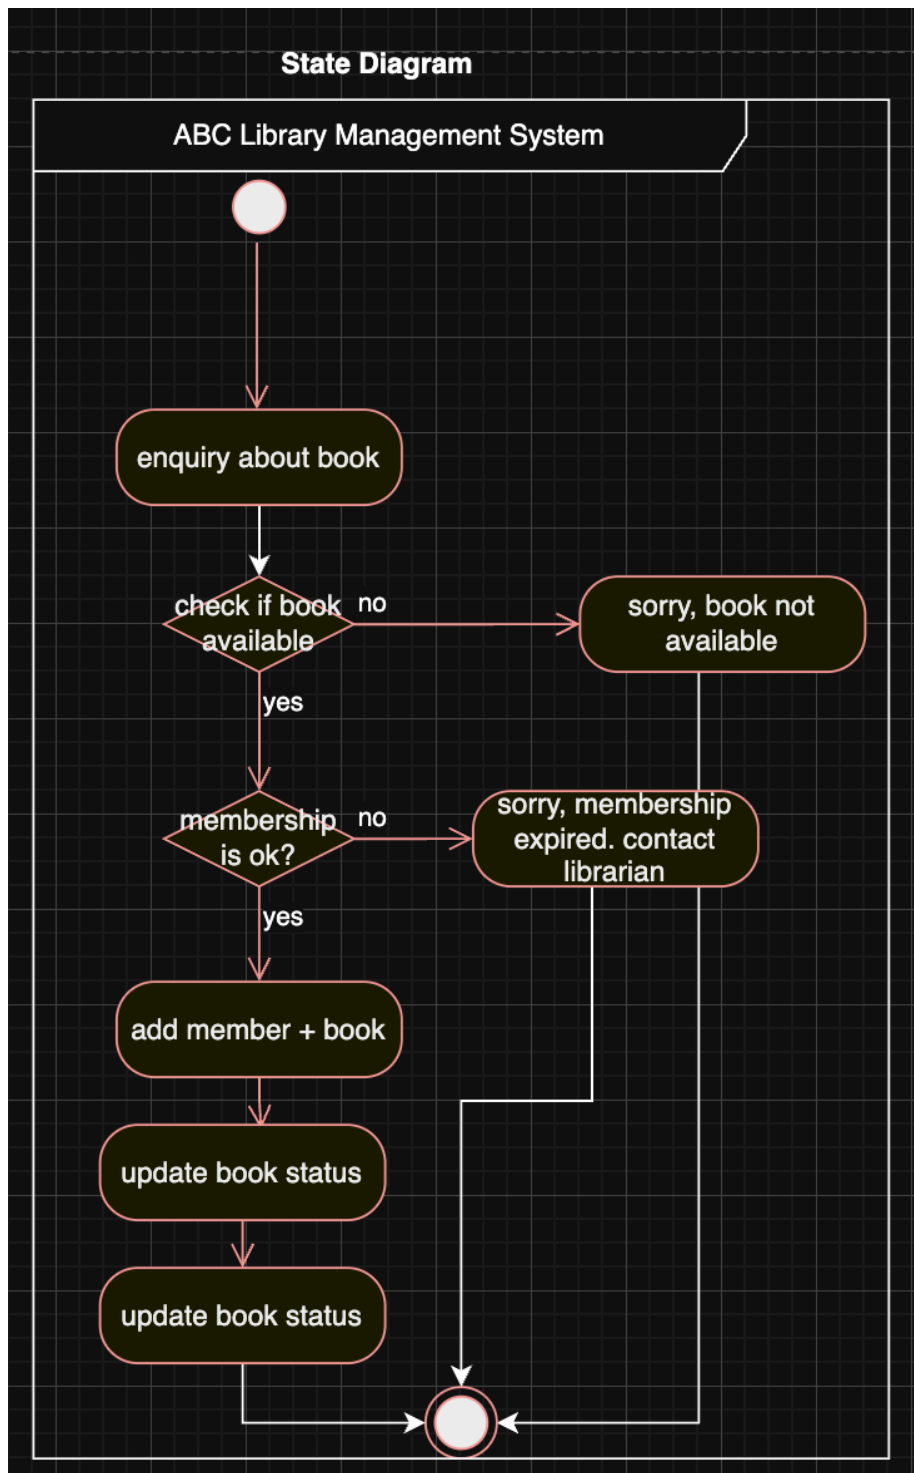 State Diagram
ABC Library Management System
enquiry about book
check if book
available
no
sorry, book not
available
yes
membership
is ok?
no
sorry, membership
expired. contact
librarian
yes
add member + book
update book status
update book status